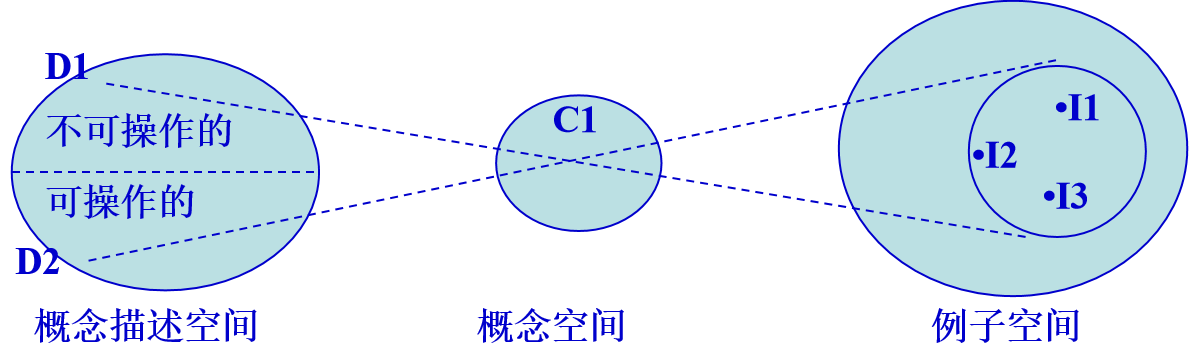 D1
不可操作的
可操作的
D2
概念描述空间
C1
概念空间
•I1
•I2
•I3
例子空间